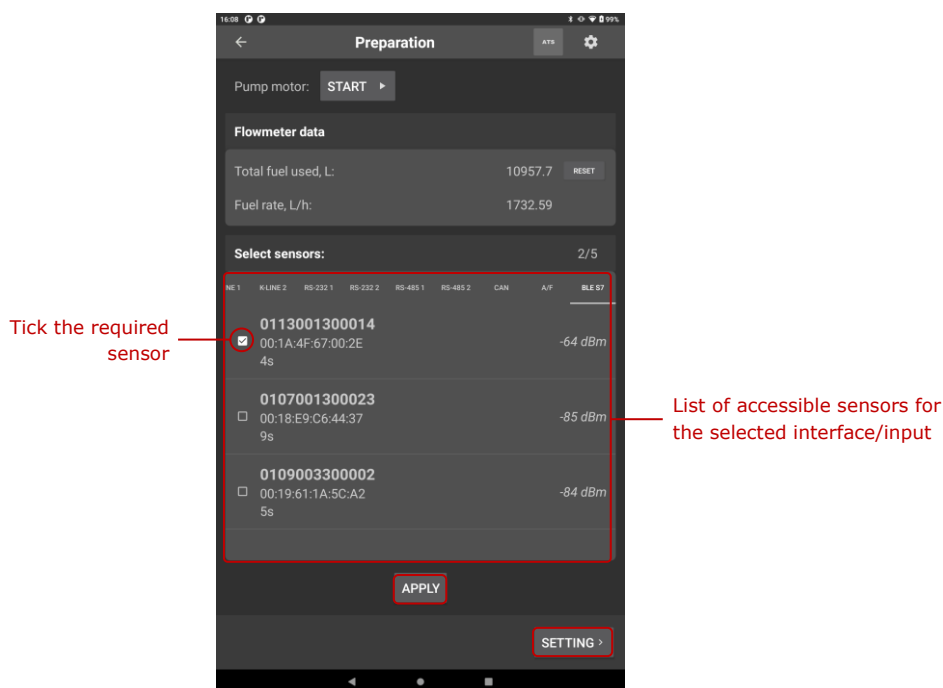 16:08 99%
Preparation ATS
Pump motor: START
Flowmeter data
Total fuel used, L: 10957.7 RESET
Fuel rate, L/h: 1732.59
Select sensors: 2/5
NE 1 K-LINE 2 RS-232 1 RS-232 2 RS-485 1 RS-485 2 CAN A/F BLE S7
Tick the required
sensor
0113001300014
00:1A:4F:67:00:2E -64 dBm
4s
0107001300023
00:18:E9:C6:44:37 -85 dBm
9s
List of accessible sensors for
the selected interface/input
0109003300002
00:19:61:1A:5C:A2 -84 dBm
5s
APPLY
SETTING >